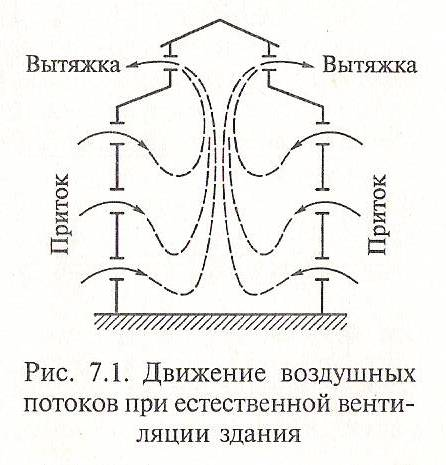 Вытяжка
Вытяжка
Приток
Приток
Рис. 7.1. Движение воздушных
потоков при естественной венти-
ляции здания